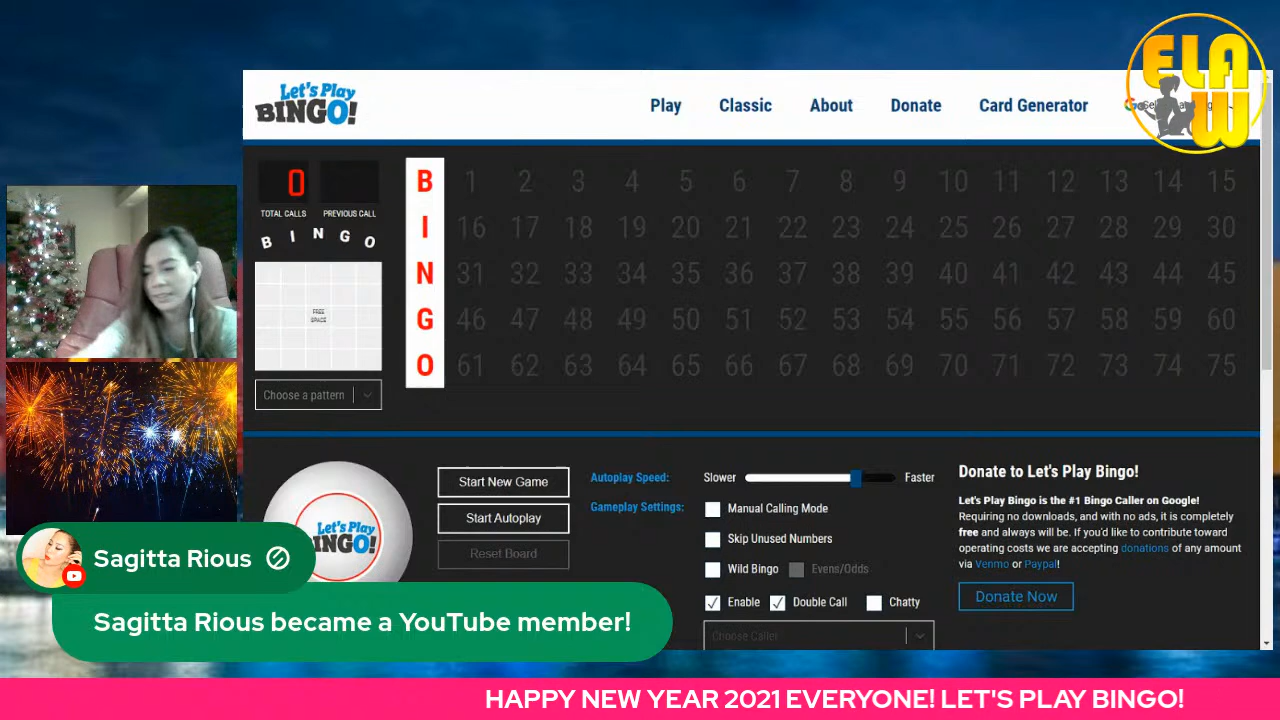 ELA
W
Let's Play
BINGO!
Play
Classic
About
Donate
Card Generator
0
TOTAL CALLS
PREVIOUS CALL
B I N G O
FREE
SPACE
Choose a pattern
B 1 2 3 4 5 6 7 8 9 10 11 12 13 14 15
I 16 17 18 19 20 21 22 23 24 25 26 27 28 29 30
N 31 32 33 34 35 36 37 38 39 40 41 42 43 44 45
G 46 47 48 49 50 51 52 53 54 55 56 57 58 59 60
O 61 62 63 64 65 66 67 68 69 70 71 72 73 74 75
Let's Play
BINGO!
Start New Game
Start Autoplay
Reset Board
Autoplay Speed:
Slower
Faster
Gameplay Settings:
Manual Calling Mode
Skip Unused Numbers
Wild Bingo
Evens/Odds
Enable
Double Call
Chatty
Choose Caller
Donate to Let's Play Bingo!
Let's Play Bingo is the #1 Bingo Caller on Google!
Requiring no downloads, and with no ads, it is completely
free and always will be. If you'd like to contribute toward
operating costs we are accepting donations of any amount
via Venmo or Paypal!
Donate Now
Sagitta Rious
Sagitta Rious became a YouTube member!
HAPPY NEW YEAR 2021 EVERYONE! LET'S PLAY BINGO!